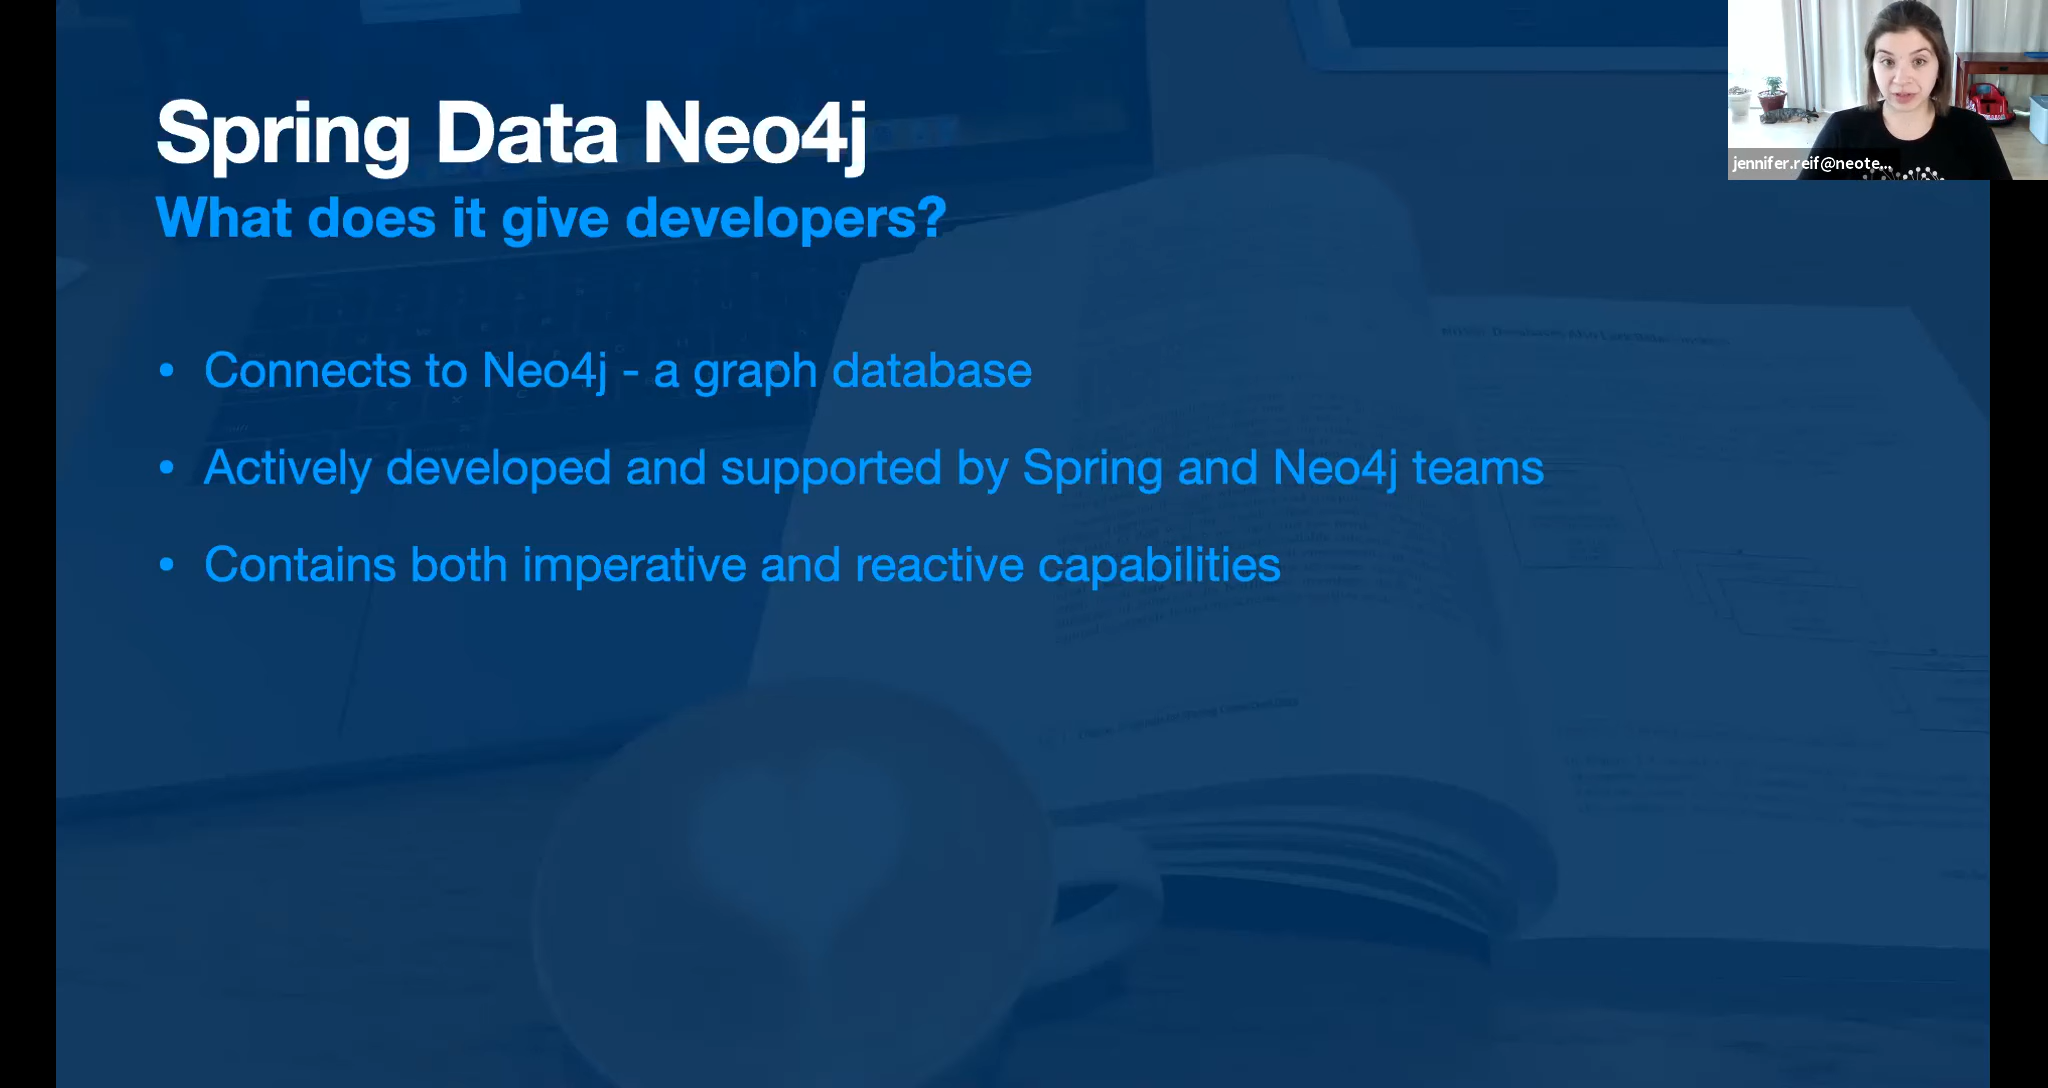 Spring Data Neo4j
What does it give developers?
• Connects to Neo4j - a graph database
• Actively developed and supported by Spring and Neo4j teams
• Contains both imperative and reactive capabilities
jennifer.reif@neote...